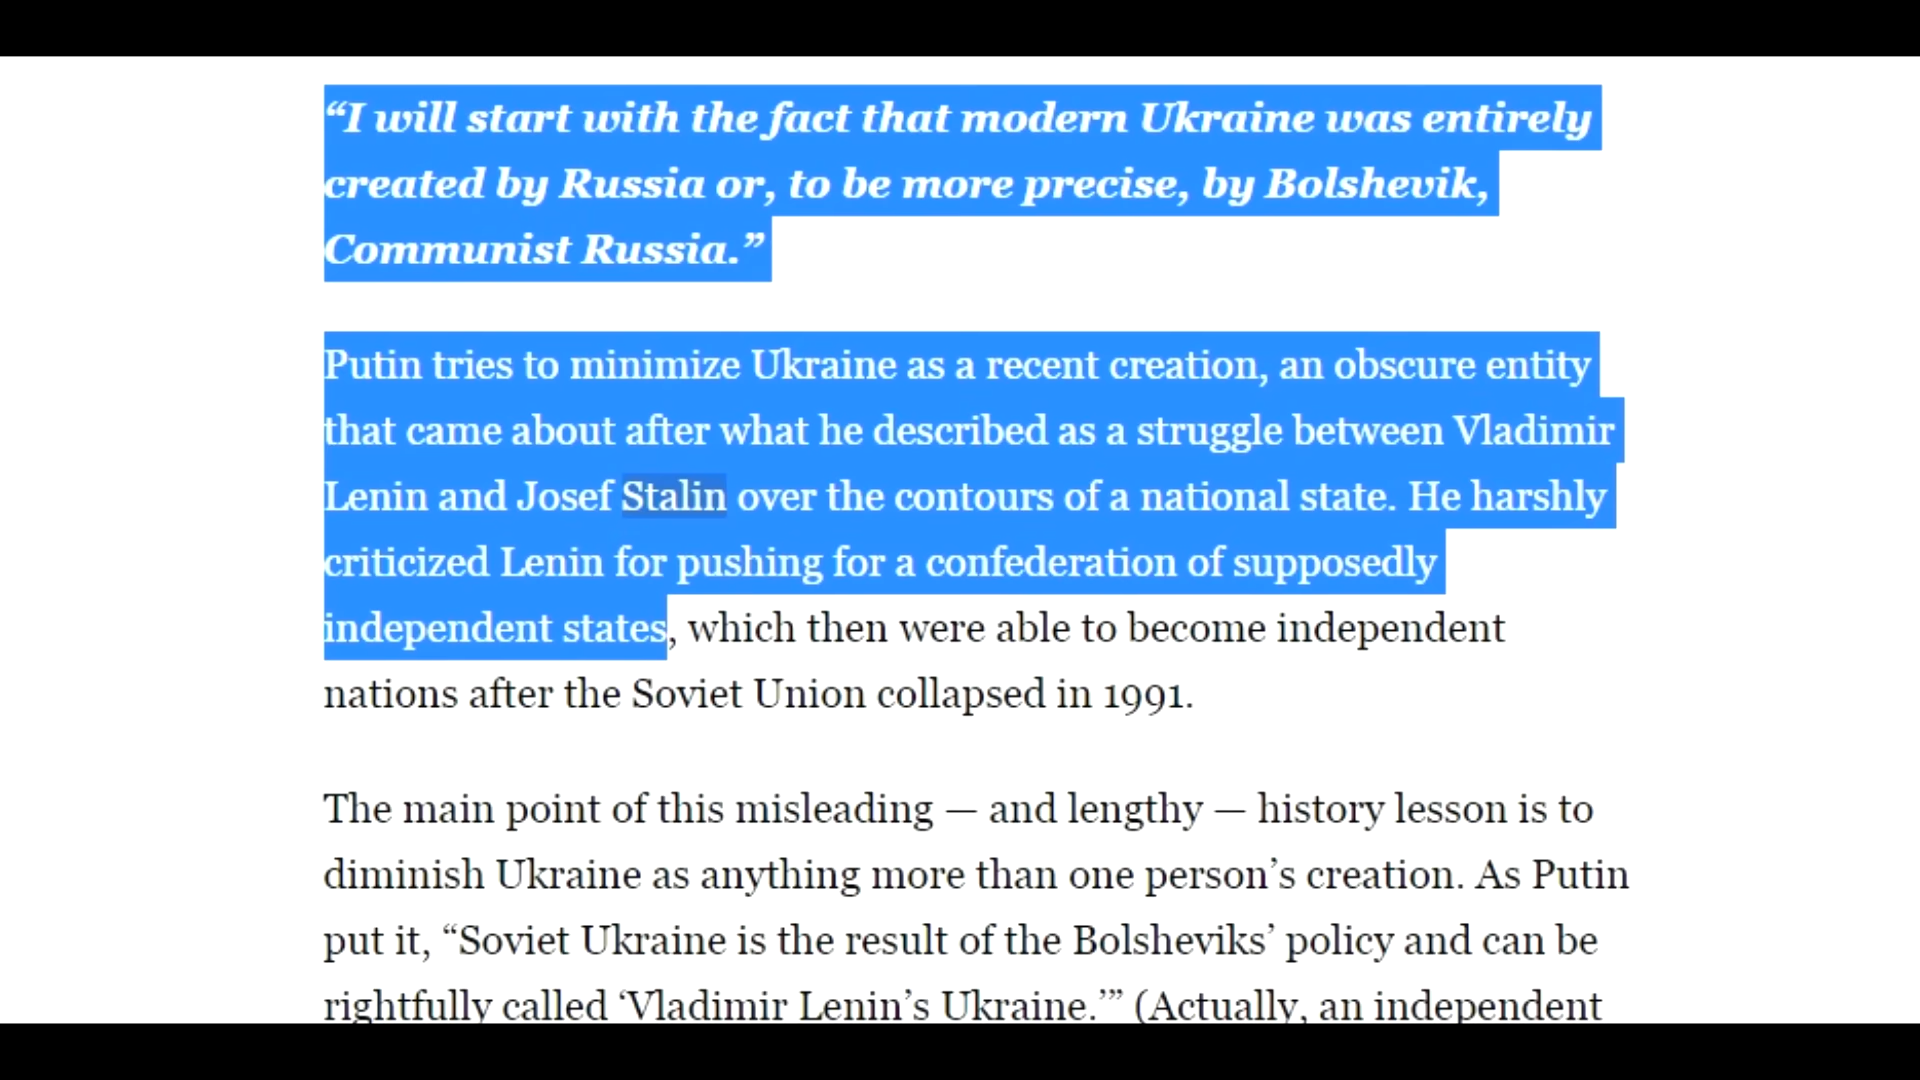 “I will start with the fact that modern Ukraine was entirely
created by Russia or, to be more precise, by Bolshevik,
Communist Russia.”
Putin tries to minimize Ukraine as a recent creation, an obscure entity
that came about after what he described as a struggle between Vladimir
Lenin and Josef Stalin over the contours of a national state. He harshly
criticized Lenin for pushing for a confederation of supposedly
independent states, which then were able to become independent
nations after the Soviet Union collapsed in 1991.
The main point of this misleading — and lengthy — history lesson is to
diminish Ukraine as anything more than one person’s creation. As Putin
put it, “Soviet Ukraine is the result of the Bolsheviks’ policy and can be
rightfully called ‘Vladimir Lenin’s Ukraine.’” (Actually, an independent